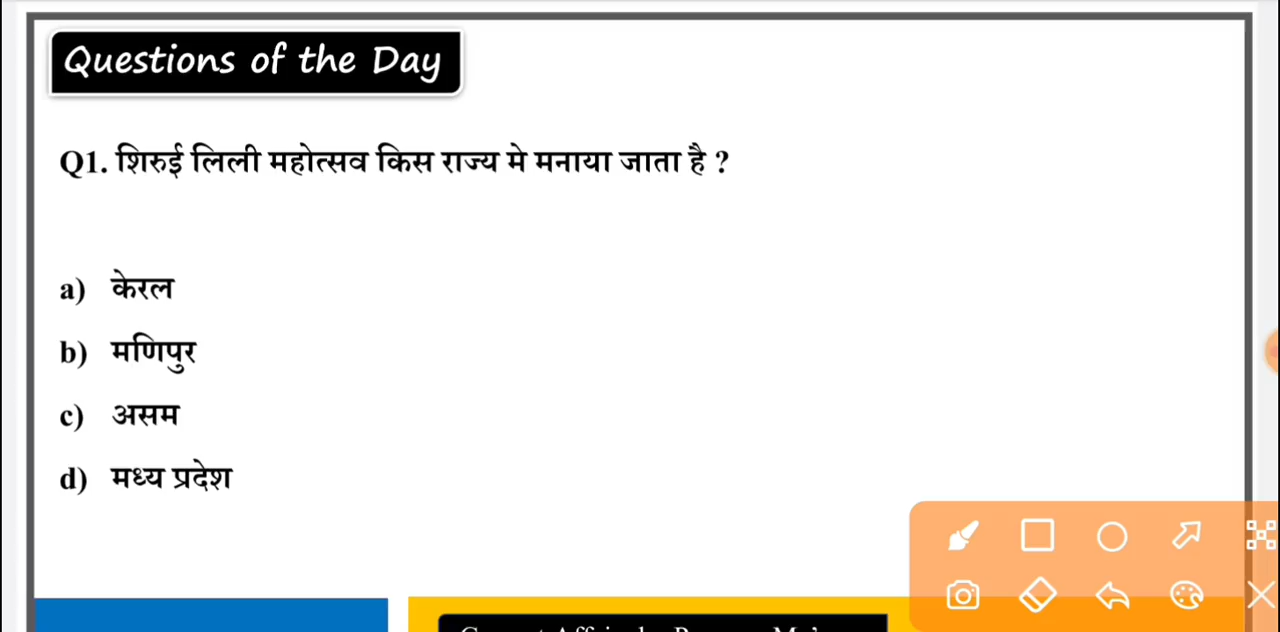 Questions of the Day
Q1. शिरुई लिली महोत्सव किस राज्य मे मनाया जाता है ?
a) केरल
b) मणिपुर
c) असम
d) मध्य प्रदेश